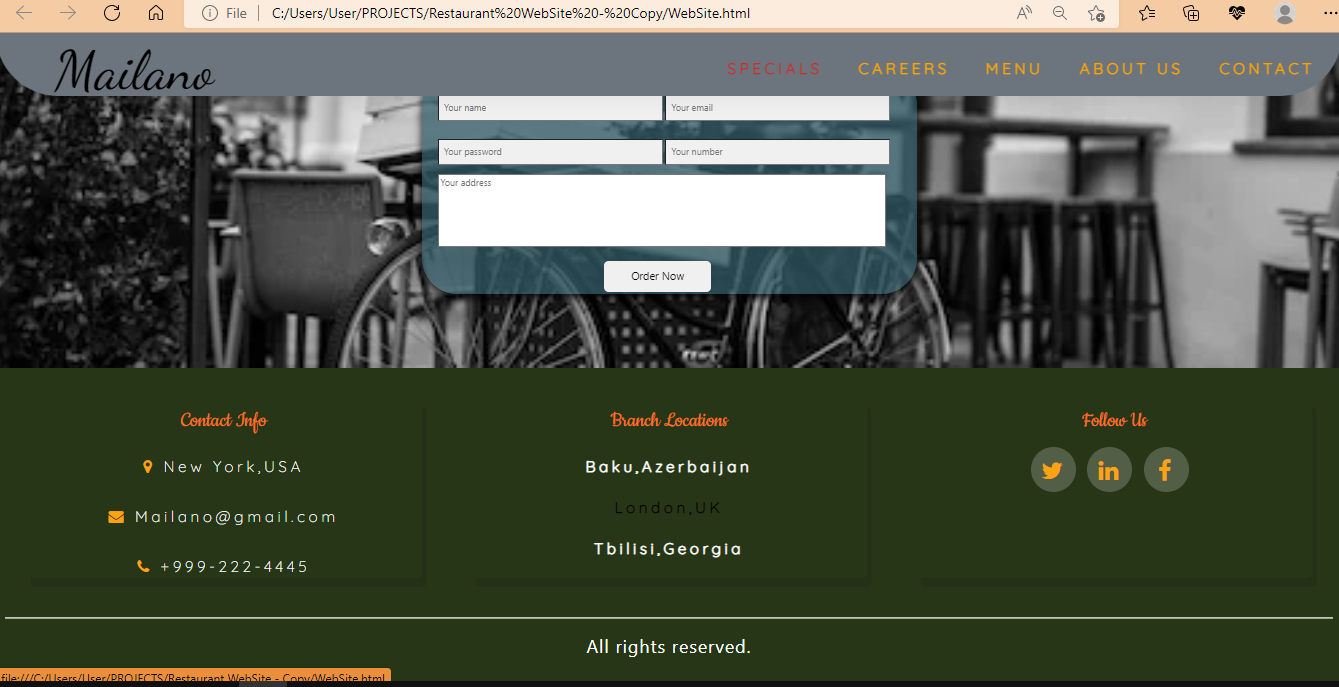 File
C:/Users/User/PROJECTS/Restaurant%20WebSite%20-%20Copy/WebSite.html
Mailano
SPECIALS CAREERS MENU ABOUT US CONTACT
Your name Your email
Your password Your number
Your address
Order Now
Contact Info Branch Locations Follow Us
New York,USA Baku,Azerbaijan
London,UK
Mailano@gmail.com
Tbilisi,Georgia
+999-222-4445
All rights reserved.
file:///C:/Users/User/PROJECTS/Restaurant WebSite - Copy/WebSite.html